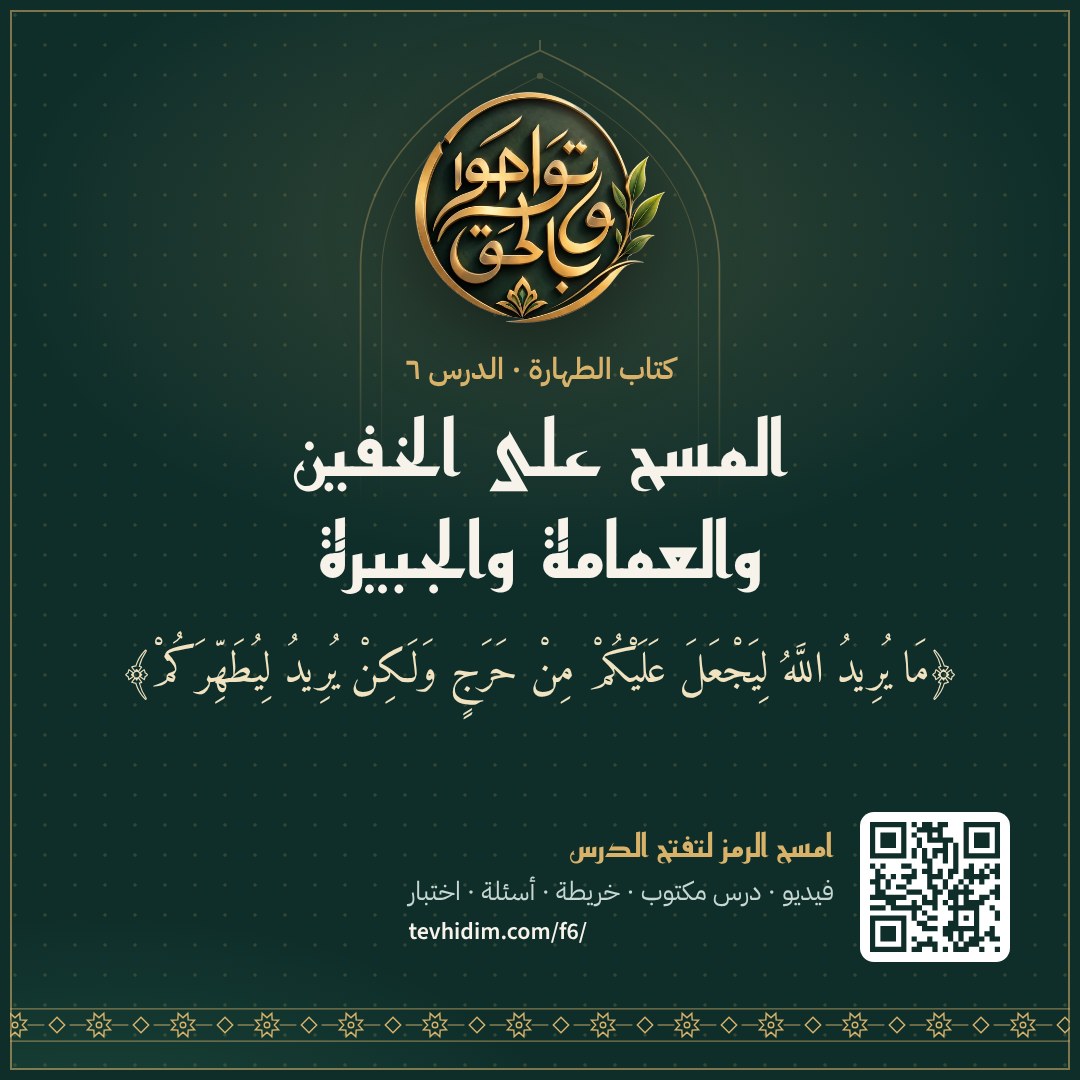 وتواصوا بالحق
كتاب الطهارة · الدرس ٦
المسح على الخفين
والعمامة والجبيرة
﴿مَا يُرِيدُ اللَّهُ لِيَجْعَلَ عَلَيْكُمْ مِنْ حَرَجٍ وَلَكِنْ يُرِيدُ لِيُطَهِّرَكُمْ﴾
امسح الرمز لتفتح الدرس
فيديو · درس مكتوب · خريطة · أسئلة · اختبار
tevhidim.com/f6/